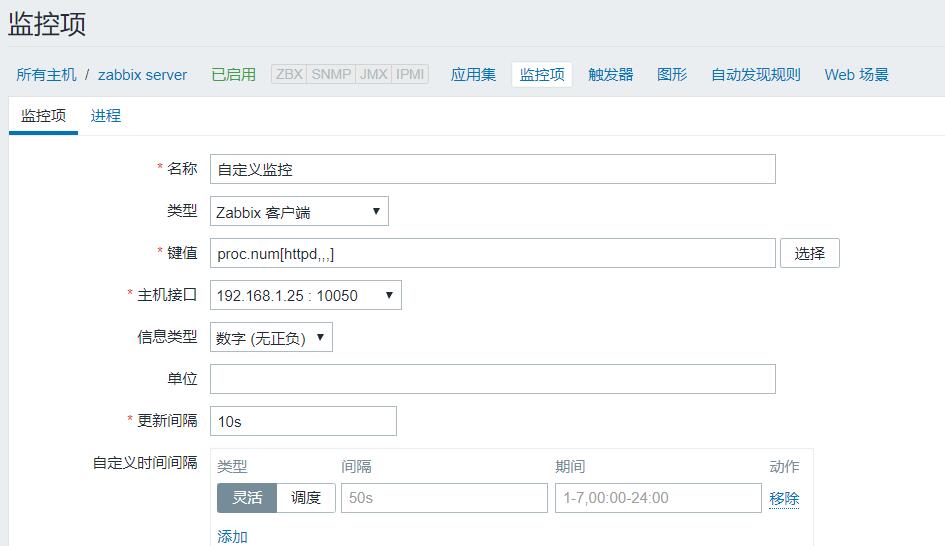 监控项
所有主机 / zabbix server 已启用 ZBX SNMP JMX IPMI 应用集 监控项 触发器 图形 自动发现规则 Web 场景
监控项 进程
* 名称 自定义监控
类型 Zabbix 客户端
* 键值 proc.num[httpd,,,] 选择
* 主机接口 192.168.1.25 : 10050
信息类型 数字 (无正负)
单位
* 更新间隔 10s
自定义时间间隔 类型 间隔 期间 动作
灵活 调度 50s 1-7,00:00-24:00 移除
添加